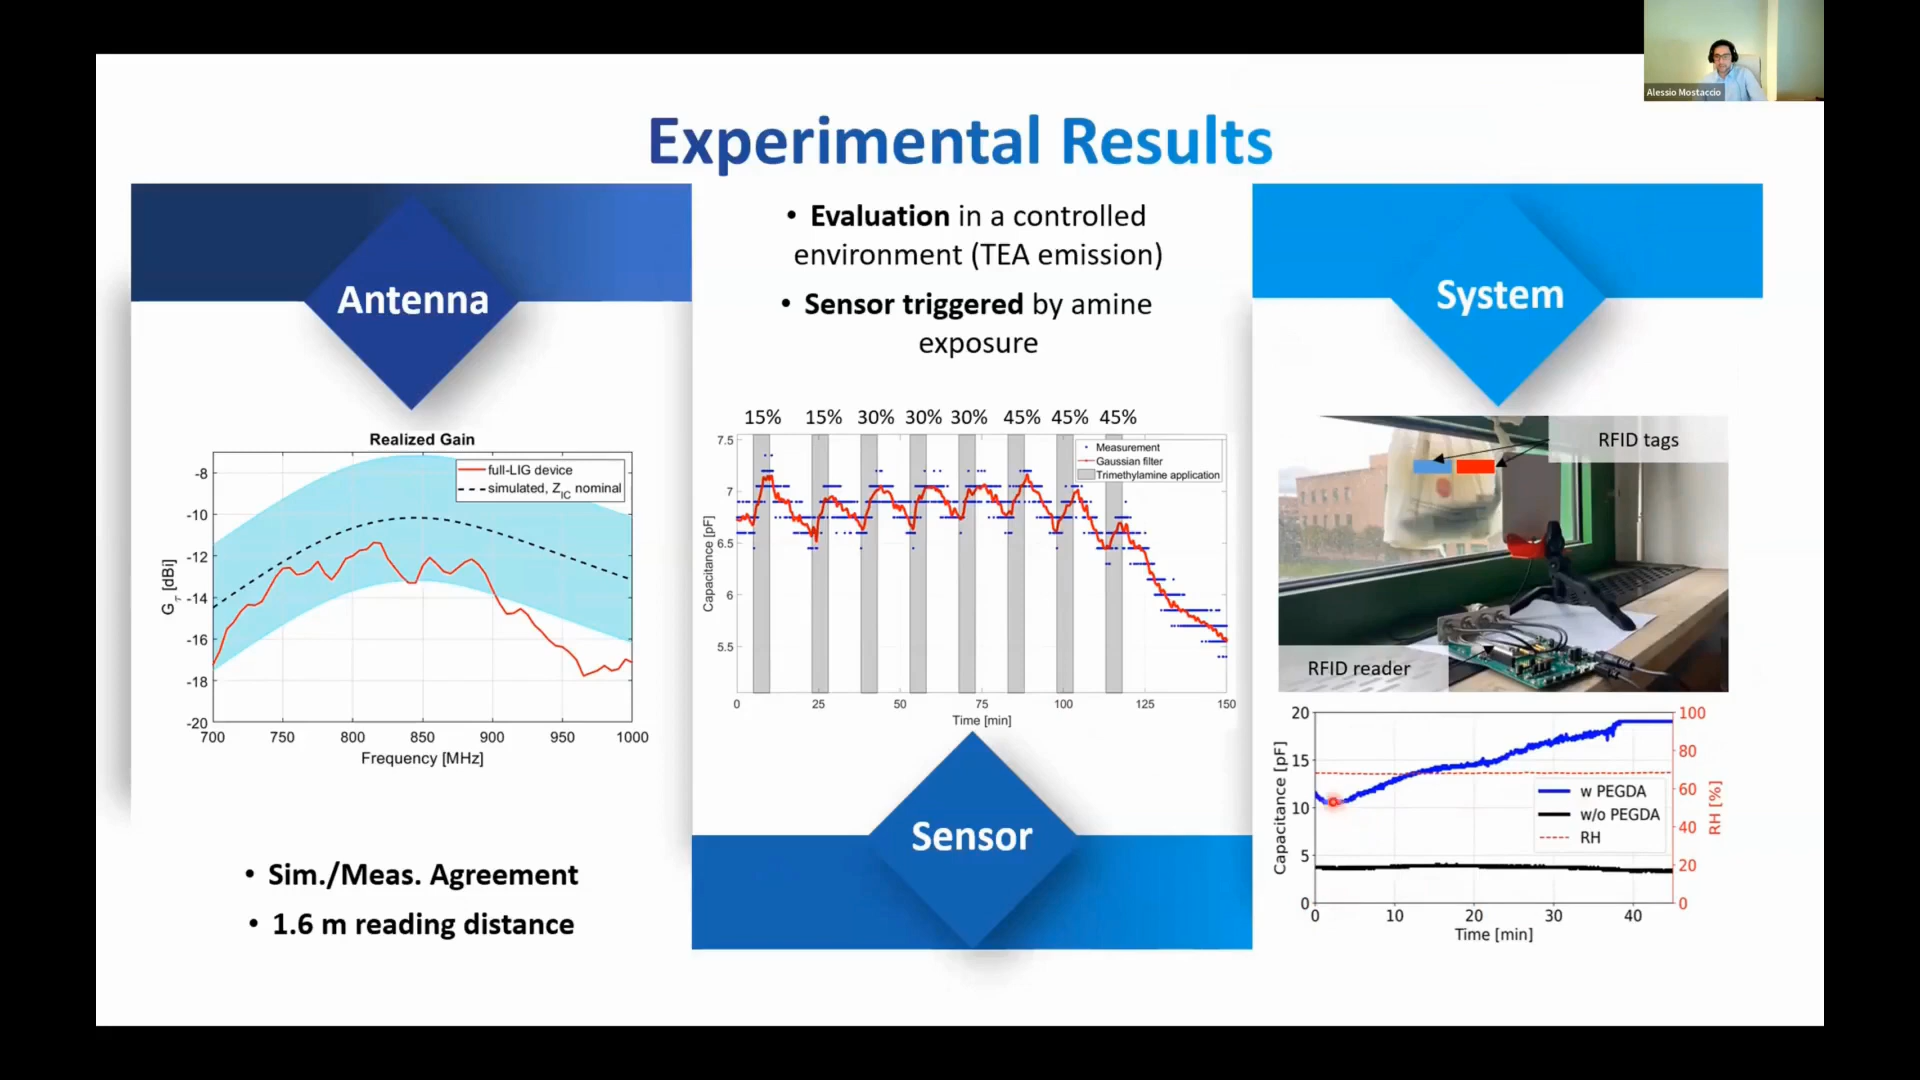 Alessio Mostaccio
Experimental Results
Antenna
Realized Gain
full-LIG device
simulated, Z_IC nominal
G_τ [dBi]
-8
-10
-12
-14
-16
-18
-20
700 750 800 850 900 950 1000
Frequency [MHz]
• Sim./Meas. Agreement
• 1.6 m reading distance
• Evaluation in a controlled
environment (TEA emission)
• Sensor triggered by amine
exposure
15% 15% 30% 30% 30% 45% 45% 45%
Measurement
Gaussian filter
Trimethylamine application
Capacitance [pF]
7.5
7
6.5
6
5.5
0 25 50 75 100 125 150
Time [min]
Sensor
System
RFID tags
RFID reader
Capacitance [pF]
20
15
10
5
0
w PEGDA
w/o PEGDA
RH
100
80
60
40
20
0
RH [%]
0 10 20 30 40
Time [min]